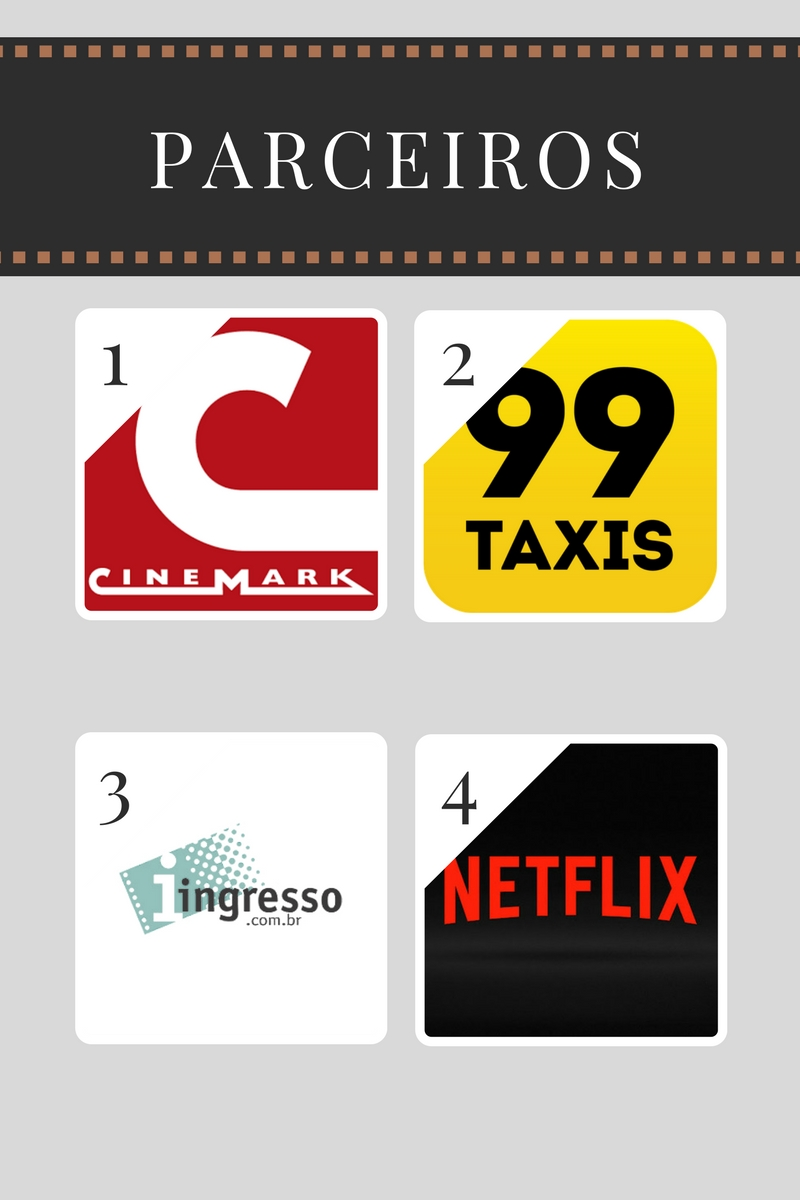 PARCEIROS
1
CINEMARK
2
99
TAXIS
3
ingresso
.com.br
4
NETFLIX